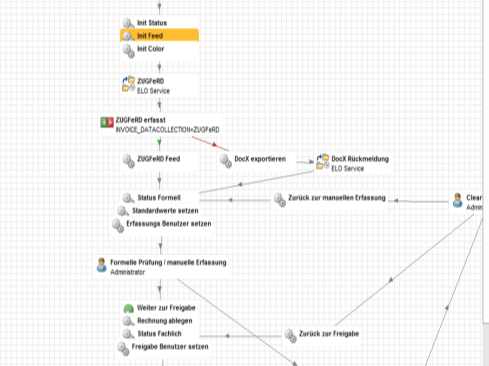 Init Status
Init Feed
Init Color
ZUGFeRD
ELO Service
ZUGFeRD erfasst
INVOICE_DATACOLLECTION=ZUGFeRD
ZUGFeRD Feed
DocX exportieren
DocX Rückmeldung
ELO Service
Status Formell
Standardwerte setzen
Erfassungs Benutzer setzen
Zurück zur manuellen Erfassung
Clear
Admin
Formelle Prüfung / manuelle Erfassung
Administrator
Weiter zur Freigabe
Rechnung ablegen
Status Fachlich
Freigabe Benutzer setzen
Zurück zur Freigabe